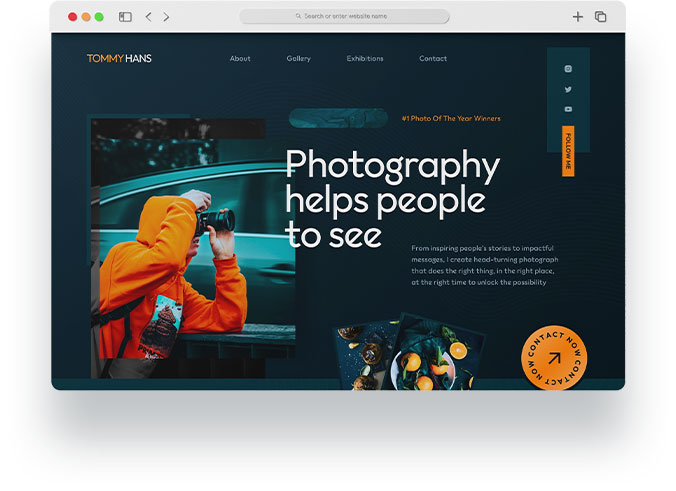 Search or enter website name
TOMMY HANS
About
Gallery
Exhibitions
Contact
#1 Photo Of The Year Winners
FOLLOW ME
Photography
helps people
to see
From inspiring people's stories to impactful
messages, I create head-turning photograph
that does the right thing, in the right place,
at the right time to unlock the possibility
CONTACT NOW CONTACT NOW